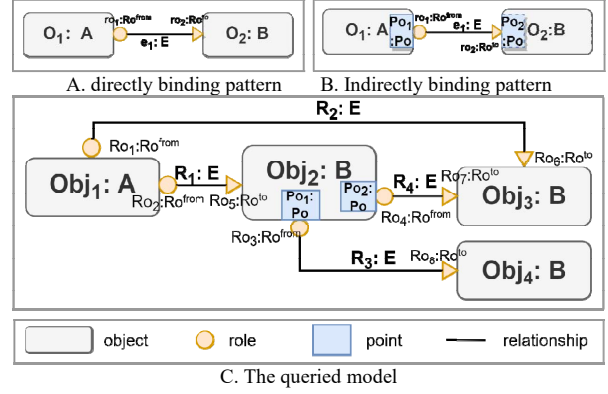 ro₁:Roᶠʳᵒᵐ ro₂:Roᵗᵒ
O₁: A O₂: B
e₁: E
A. directly binding pattern
Po₁ :Po ro₁:Roᶠʳᵒᵐ Po₂ :Po
O₁: A e₁: E O₂:B
ro₂:Roᵗᵒ
B. Indirectly binding pattern
R₂: E
Ro₁:Roᶠʳᵒᵐ Ro₆:Roᵗᵒ
Obj₁: A R₁: E Obj₂: B R₄: E Ro₇:Roᵗᵒ
Ro₂:Roᶠʳᵒᵐ Ro₅:Roᵗᵒ Po₁: Po Po₂: Po Obj₃: B
Ro₄:Roᶠʳᵒᵐ
Ro₃:Roᶠʳᵒᵐ
R₃: E Ro₈:Roᵗᵒ
Obj₄: B
object role point relationship
C. The queried model